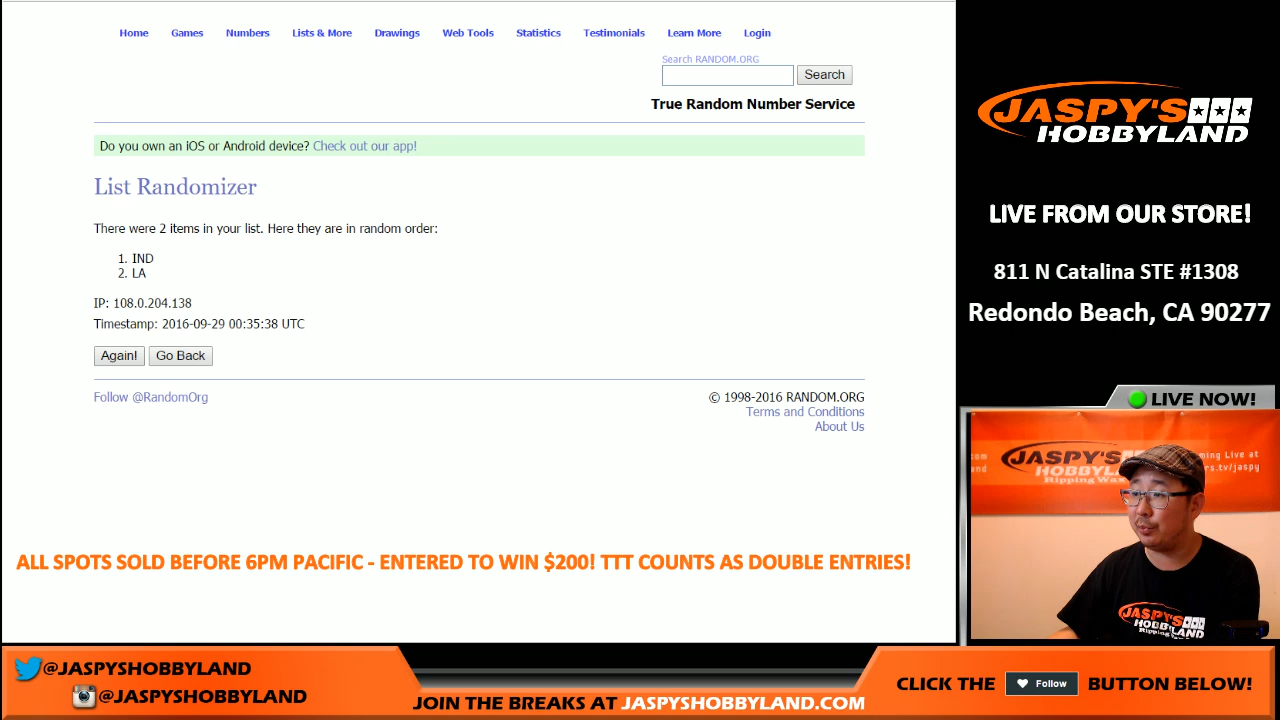 Home Games Numbers Lists & More Drawings Web Tools Statistics Testimonials Learn More Login
Search RANDOM.ORG
Search
True Random Number Service
Do you own an iOS or Android device? Check out our app!
List Randomizer
There were 2 items in your list. Here they are in random order:
1. IND
2. LA
IP: 108.0.204.138
Timestamp: 2016-09-29 00:35:38 UTC
Again! Go Back
Follow @RandomOrg
© 1998-2016 RANDOM.ORG
Terms and Conditions
About Us
ALL SPOTS SOLD BEFORE 6PM PACIFIC - ENTERED TO WIN $200! TTT COUNTS AS DOUBLE ENTRIES!
JASPY'S
HOBBYLAND
LIVE FROM OUR STORE!
811 N Catalina STE #1308
Redondo Beach, CA 90277
LIVE NOW!
JASPY'S
HOBBYLAND
Ripping Wax
JASPY'S
HOBBYLAND
@JASPYSHOBBYLAND
@JASPYSHOBBYLAND
JOIN THE BREAKS AT JASPYSHOBBYLAND.COM
CLICK THE Follow BUTTON BELOW!